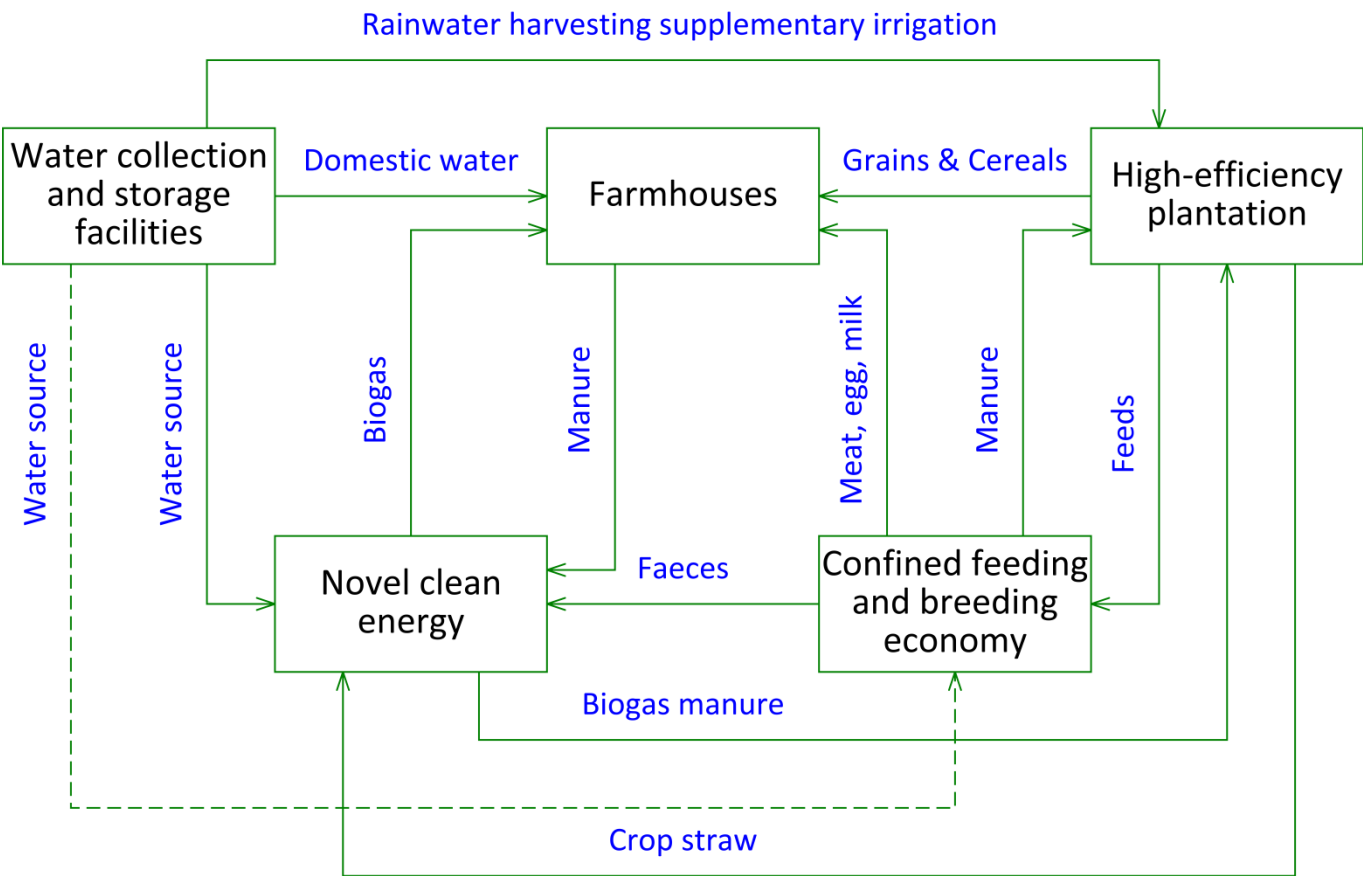 Rainwater harvesting supplementary irrigation
Water collection
and storage
facilities
Domestic water
Farmhouses
Grains & Cereals
High-efficiency
plantation
Water source
Water source
Biogas
Manure
Meat, egg, milk
Manure
Feeds
Novel clean
energy
Faeces
Confined feeding
and breeding
economy
Biogas manure
Crop straw